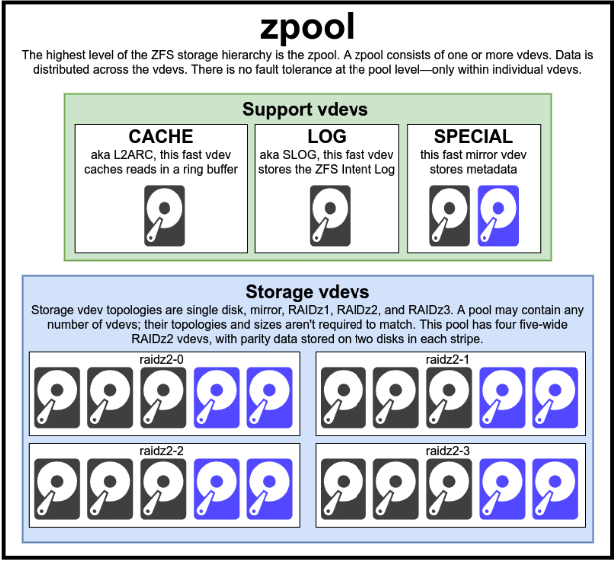 zpool
The highest level of the ZFS storage hierarchy is the zpool. A zpool consists of one or more vdevs. Data is
distributed across the vdevs. There is no fault tolerance at the pool level—only within individual vdevs.
Support vdevs
CACHE
aka L2ARC, this fast vdev
caches reads in a ring buffer
LOG
aka SLOG, this fast vdev
stores the ZFS Intent Log
SPECIAL
this fast mirror vdev
stores metadata
Storage vdevs
Storage vdev topologies are single disk, mirror, RAIDz1, RAIDz2, and RAIDz3. A pool may contain any
number of vdevs; their topologies and sizes aren't required to match. This pool has four five-wide
RAIDz2 vdevs, with parity data stored on two disks in each stripe.
raidz2-0
raidz2-1
raidz2-2
raidz2-3